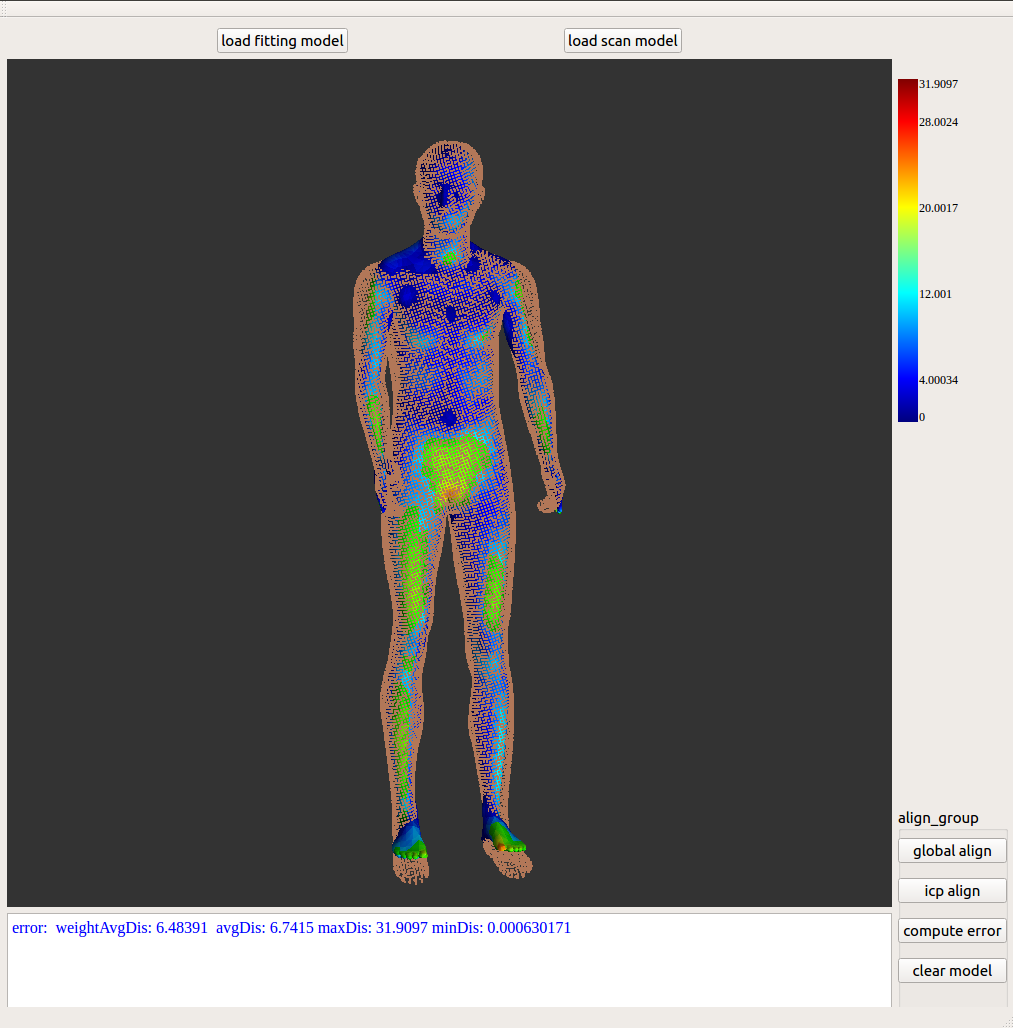 load fitting model
load scan model
31.9097
28.0024
20.0017
12.001
4.00034
0
align_group
global align
icp align
compute error
clear model
error:  weightAvgDis: 6.48391  avgDis: 6.7415 maxDis: 31.9097 minDis: 0.000630171